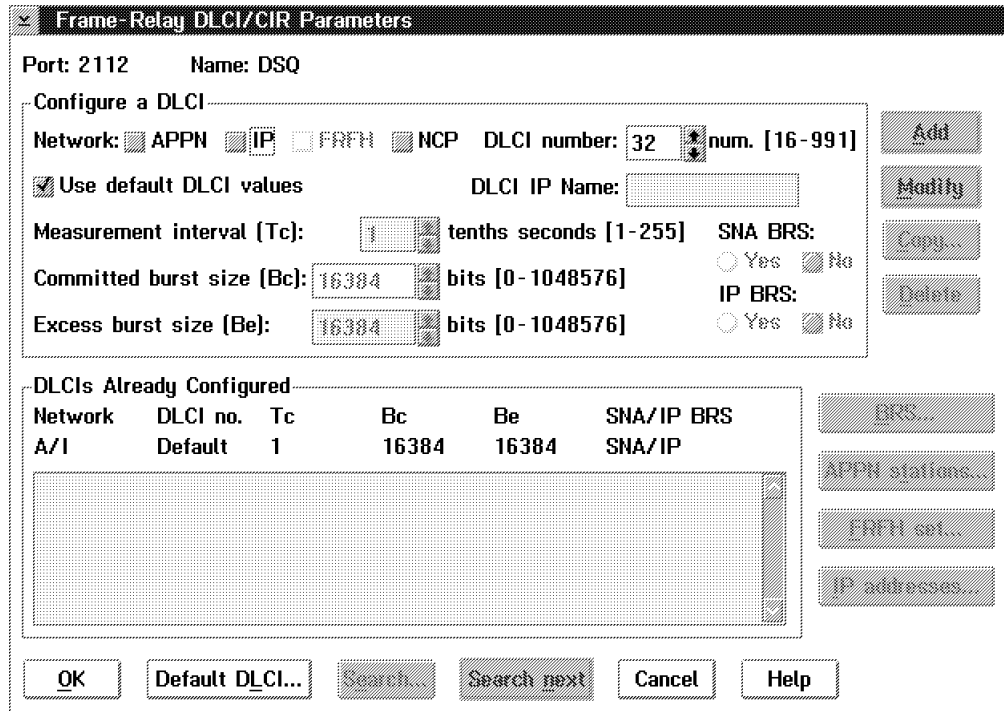 Frame-Relay DLCI/CIR Parameters
Port: 2112 Name: DSQ
Configure a DLCI
Network: APPN IP FRFH NCP DLCI number: 32 num. [16-991]
Use default DLCI values DLCI IP Name:
Measurement interval (Tc): 1 tenths seconds [1-255] SNA BRS:
Yes No
Committed burst size (Bc): 16384 bits [0-1048576]
IP BRS:
Excess burst size (Be): 16384 bits [0-1048576] Yes No
Add
Modify
Copy...
Delete
DLCIs Already Configured
Network DLCI no. Tc Bc Be SNA/IP BRS
A/I Default 1 16384 16384 SNA/IP
BRS...
APPN stations...
FRFH set...
IP addresses...
OK Default DLCI... Search... Search next Cancel Help